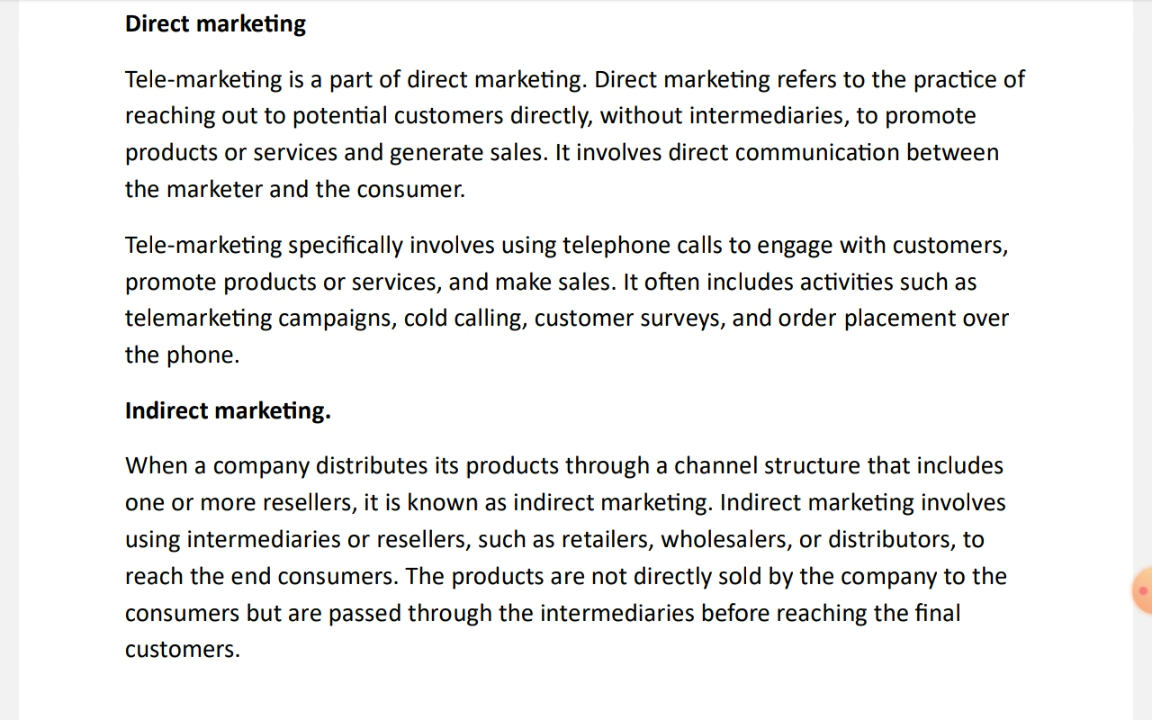 Direct marketing
Tele-marketing is a part of direct marketing. Direct marketing refers to the practice of
reaching out to potential customers directly, without intermediaries, to promote
products or services and generate sales. It involves direct communication between
the marketer and the consumer.
Tele-marketing specifically involves using telephone calls to engage with customers,
promote products or services, and make sales. It often includes activities such as
telemarketing campaigns, cold calling, customer surveys, and order placement over
the phone.
Indirect marketing.
When a company distributes its products through a channel structure that includes
one or more resellers, it is known as indirect marketing. Indirect marketing involves
using intermediaries or resellers, such as retailers, wholesalers, or distributors, to
reach the end consumers. The products are not directly sold by the company to the
consumers but are passed through the intermediaries before reaching the final
customers.